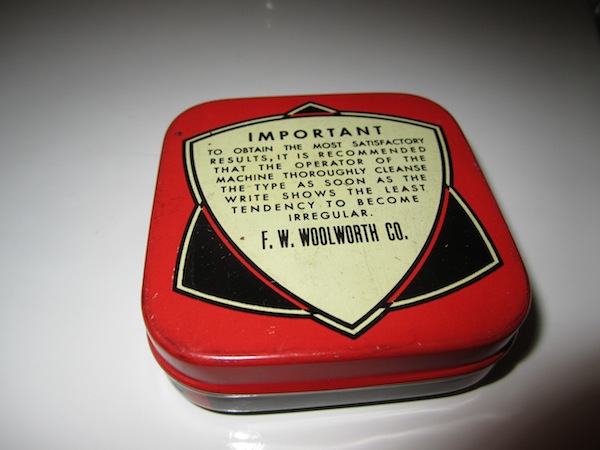 IMPORTANT
TO OBTAIN THE MOST SATISFACTORY
RESULTS, IT IS RECOMMENDED
THAT THE OPERATOR OF THE
MACHINE THOROUGHLY CLEANSE
THE TYPE AS SOON AS THE
WRITE SHOWS THE LEAST
TENDENCY TO BECOME
IRREGULAR.
F. W. WOOLWORTH CO.